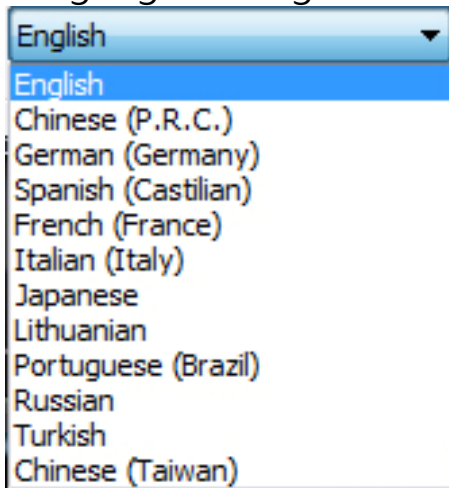 English
English
Chinese (P.R.C.)
German (Germany)
Spanish (Castilian)
French (France)
Italian (Italy)
Japanese
Lithuanian
Portuguese (Brazil)
Russian
Turkish
Chinese (Taiwan)